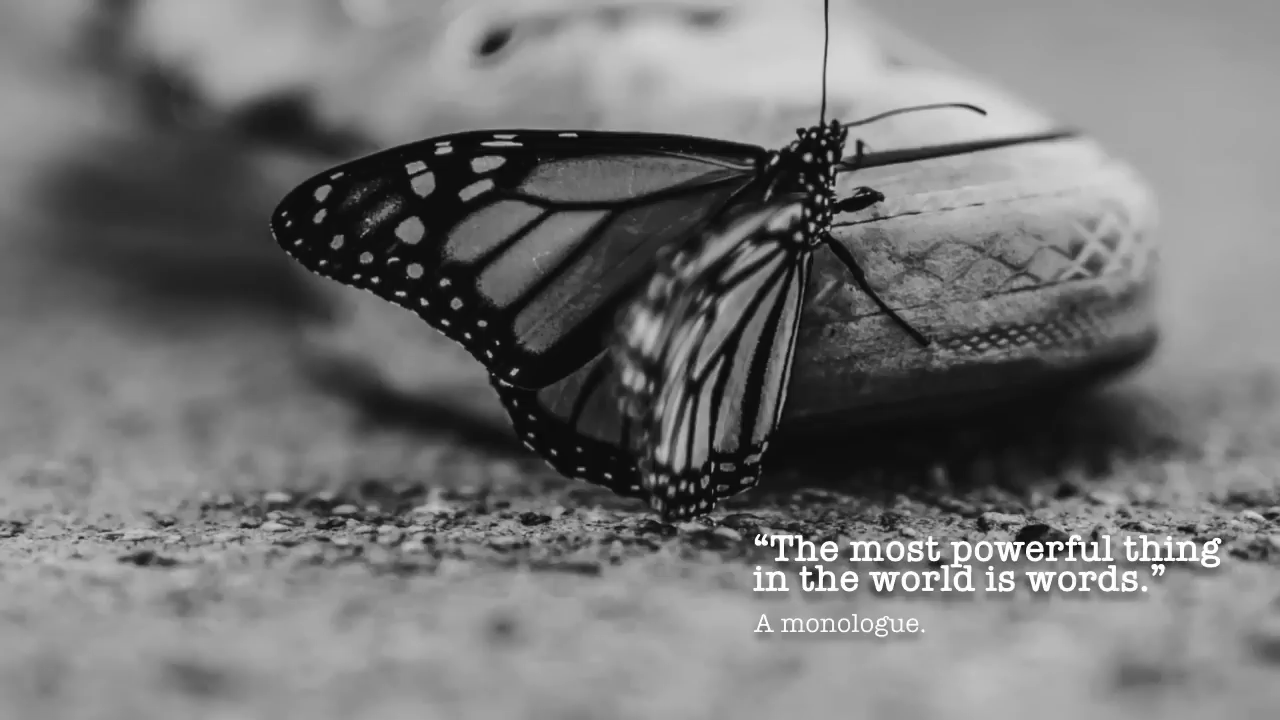 “The most powerful thing
in the world is words.”
A monologue.